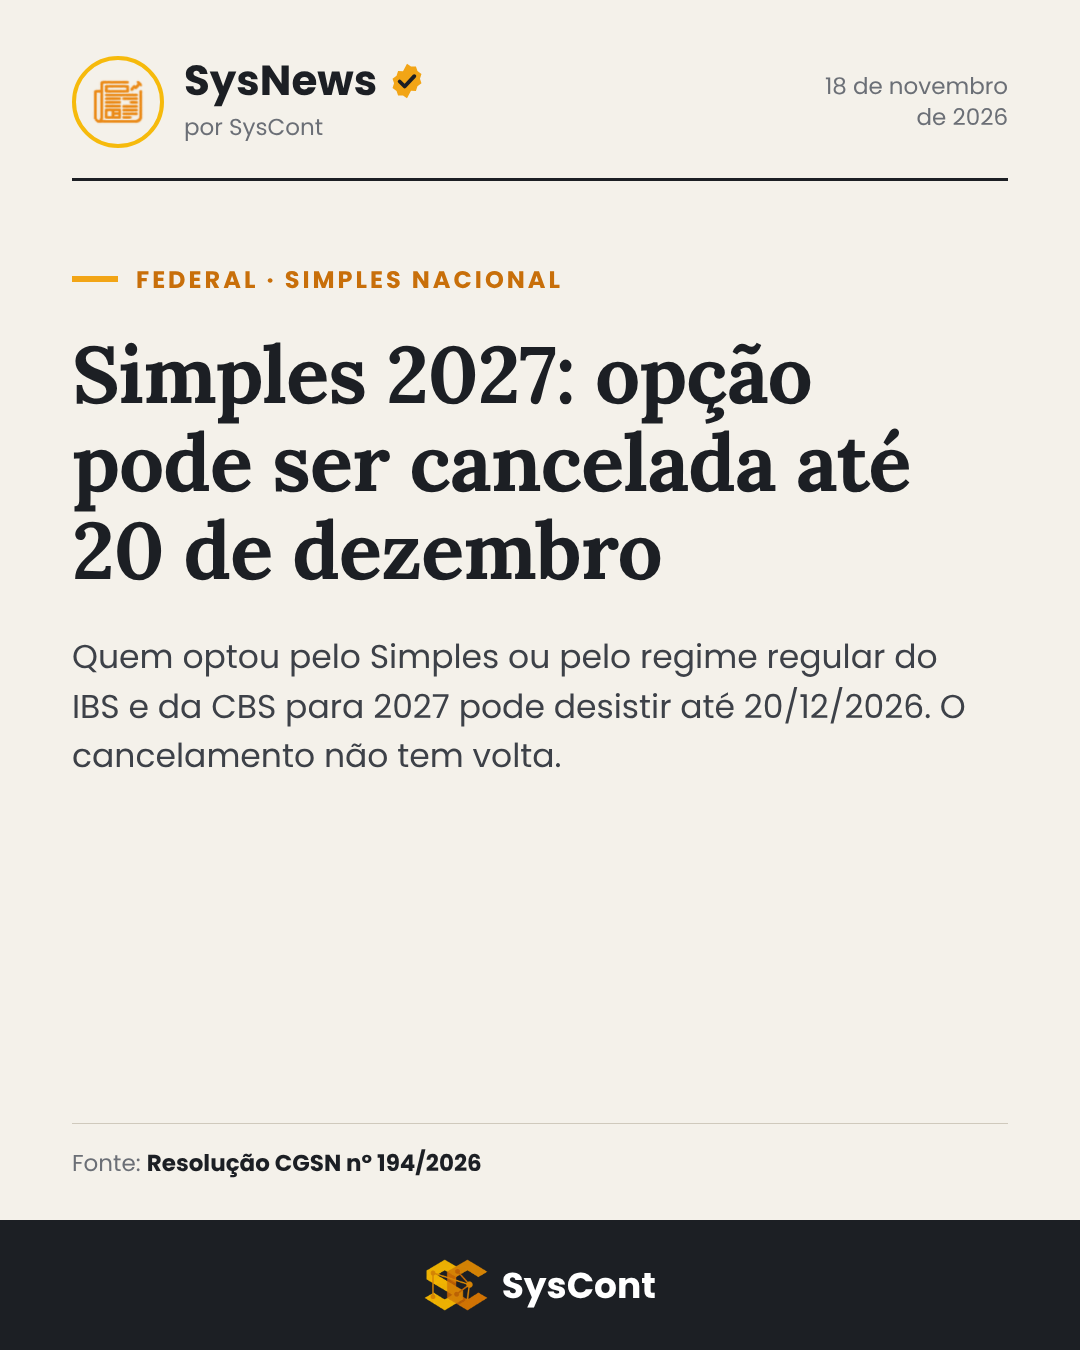 SysNews
por SysCont
18 de novembro
de 2026
FEDERAL · SIMPLES NACIONAL
Simples 2027: opção
pode ser cancelada até
20 de dezembro
Quem optou pelo Simples ou pelo regime regular do
IBS e da CBS para 2027 pode desistir até 20/12/2026. O
cancelamento não tem volta.
Fonte: Resolução CGSN nº 194/2026
SysCont